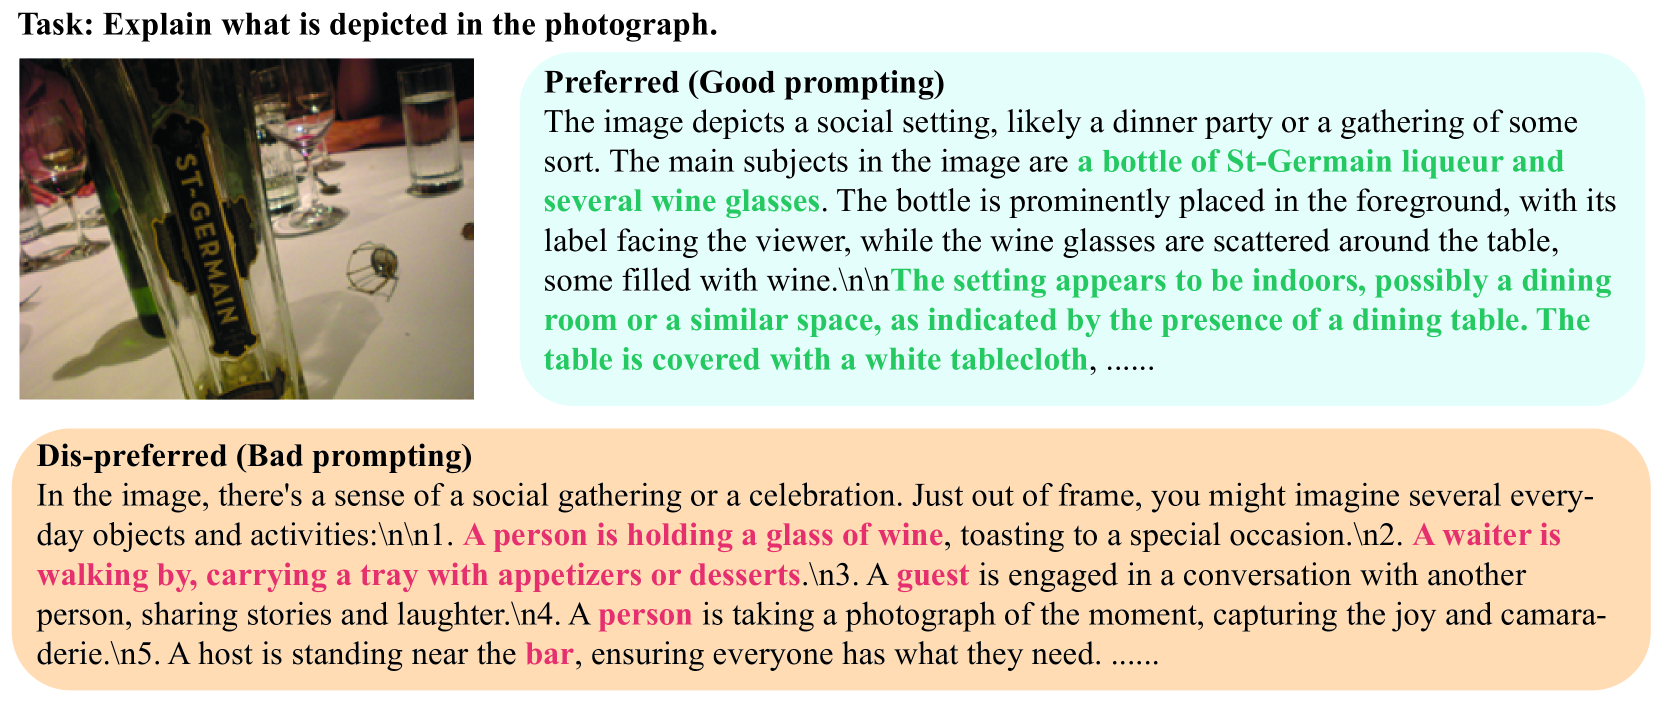 Task: Explain what is depicted in the photograph.
ST-GERMAIN
Preferred (Good prompting)
The image depicts a social setting, likely a dinner party or a gathering of some
sort. The main subjects in the image are a bottle of St-Germain liqueur and
several wine glasses. The bottle is prominently placed in the foreground, with its
label facing the viewer, while the wine glasses are scattered around the table,
some filled with wine.\n\nThe setting appears to be indoors, possibly a dining
room or a similar space, as indicated by the presence of a dining table. The
table is covered with a white tablecloth, ......
Dis-preferred (Bad prompting)
In the image, there's a sense of a social gathering or a celebration. Just out of frame, you might imagine several every-
day objects and activities:\n\n1. A person is holding a glass of wine, toasting to a special occasion.\n2. A waiter is
walking by, carrying a tray with appetizers or desserts.\n3. A guest is engaged in a conversation with another
person, sharing stories and laughter.\n4. A person is taking a photograph of the moment, capturing the joy and camara-
derie.\n5. A host is standing near the bar, ensuring everyone has what they need. ......